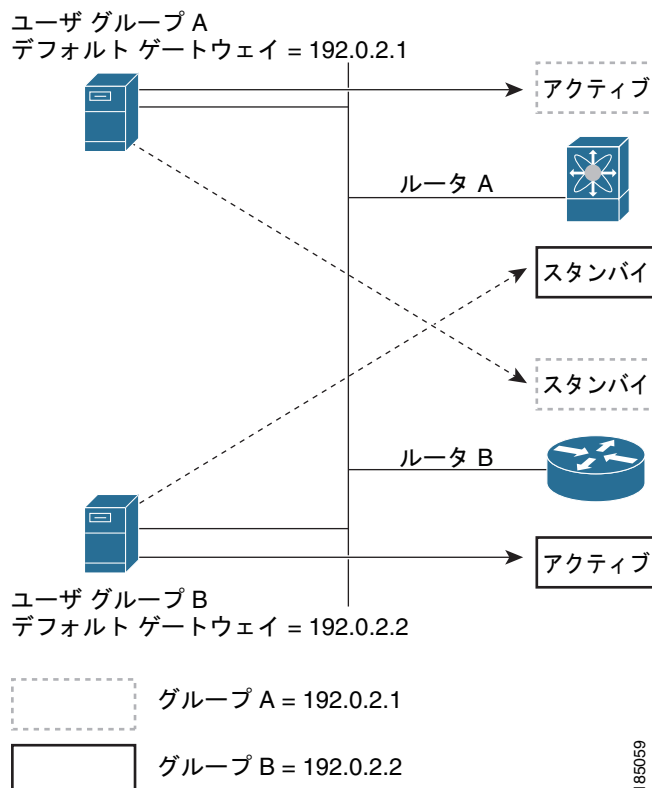 ユーザ グループ A
デフォルト ゲートウェイ = 192.0.2.1
アクティブ
ルータ A
スタンバイ
スタンバイ
ルータ B
アクティブ
ユーザ グループ B
デフォルト ゲートウェイ = 192.0.2.2
グループ A = 192.0.2.1
グループ B = 192.0.2.2
185059